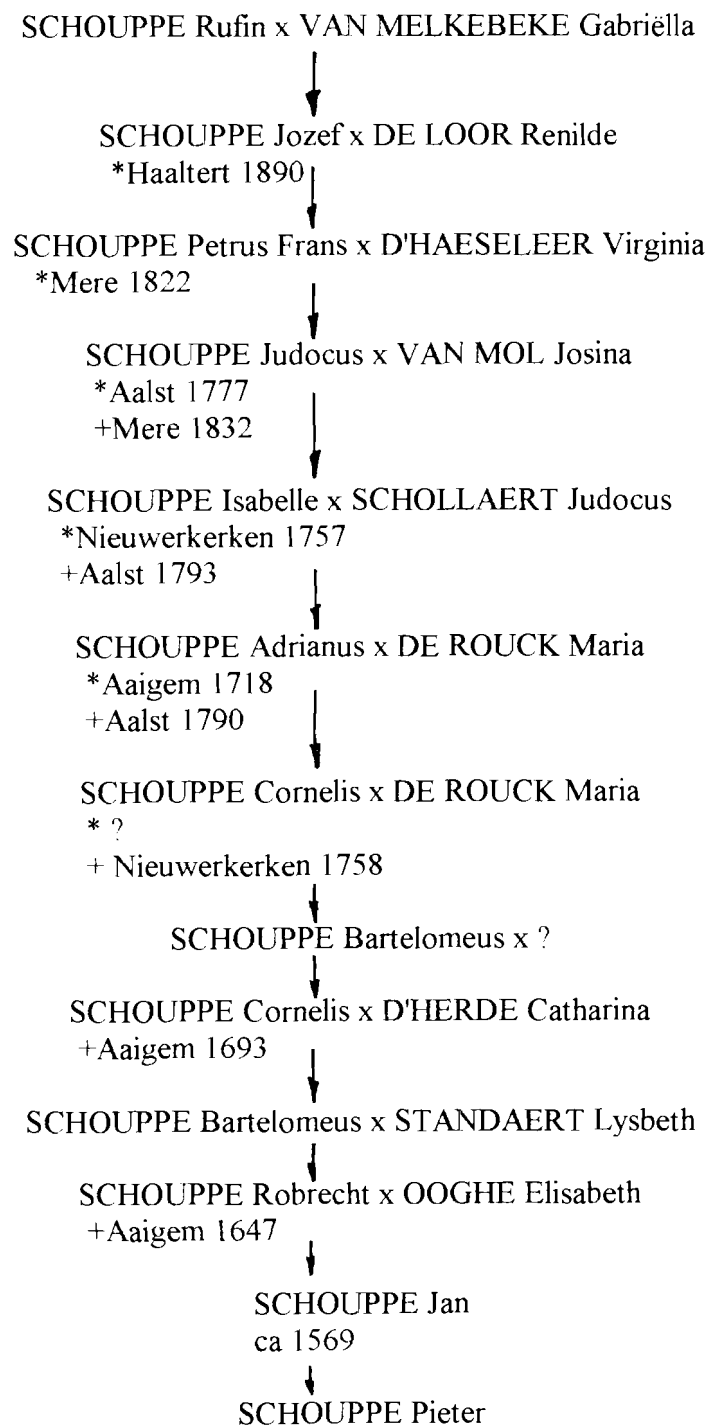 SCHOUPPE Rufin x VAN MELKEBEKE Gabriëlla
SCHOUPPE Jozef x DE LOOR Renilde
*Haaltert 1890
SCHOUPPE Petrus Frans x D'HAESELEER Virginia
*Mere 1822
SCHOUPPE Judocus x VAN MOL Josina
*Aalst 1777
+Mere 1832
SCHOUPPE Isabelle x SCHOLLAERT Judocus
*Nieuwerkerken 1757
+Aalst 1793
SCHOUPPE Adrianus x DE ROUCK Maria
*Aaigem 1718
+Aalst 1790
SCHOUPPE Cornelis x DE ROUCK Maria
* ?
+ Nieuwerkerken 1758
SCHOUPPE Bartelomeus x ?
SCHOUPPE Cornelis x D'HERDE Catharina
+Aaigem 1693
SCHOUPPE Bartelomeus x STANDAERT Lysbeth
SCHOUPPE Robrecht x OOGHE Elisabeth
+Aaigem 1647
SCHOUPPE Jan
ca 1569
SCHOUPPE Pieter